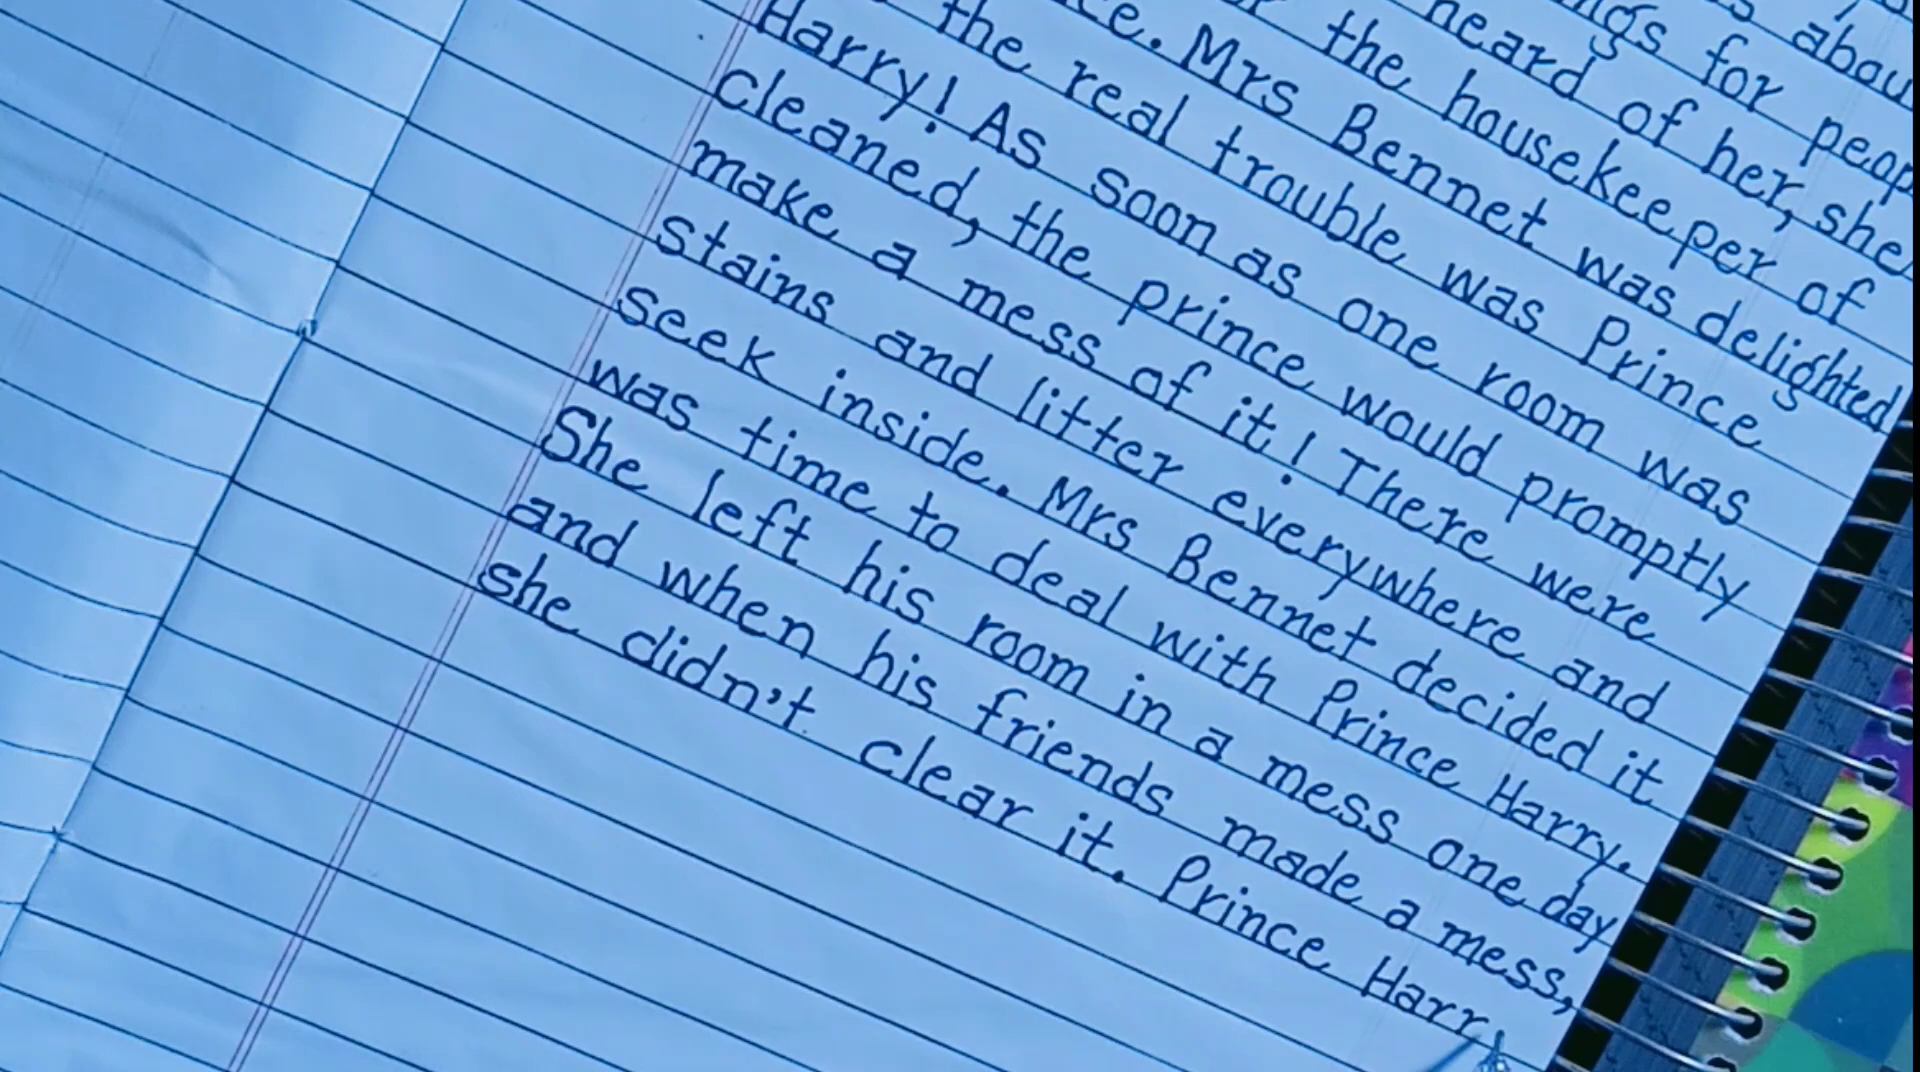 about
for
heard of her, she
the housekeeper of
Mrs Bennet was delighted
the real trouble was Prince
Harry! As soon as one room was
cleaned, the prince would promptly
make a mess of it! There were
stains and litter everywhere and
seek inside. Mrs Bennet decided it
was time to deal with Prince Harry.
She left his room in a mess one day
and when his friends made a mess,
she didn't clear it. Prince Harr